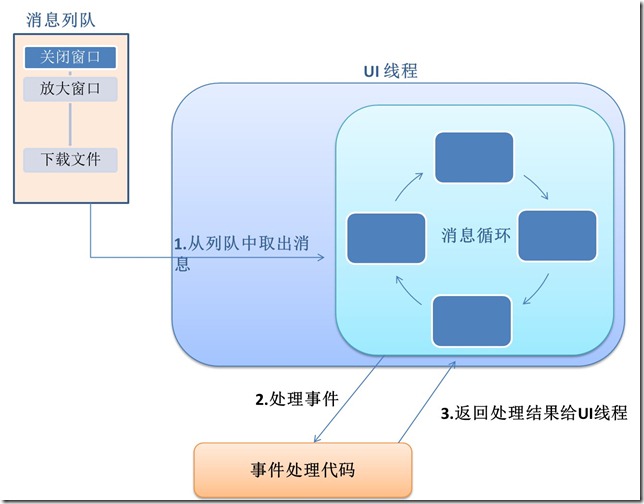 消息列队
关闭窗口
放大窗口
下载文件
UI 线程
1.从列队中取出消
息
消息循环
2.处理事件
3.返回处理结果给UI线程
事件处理代码